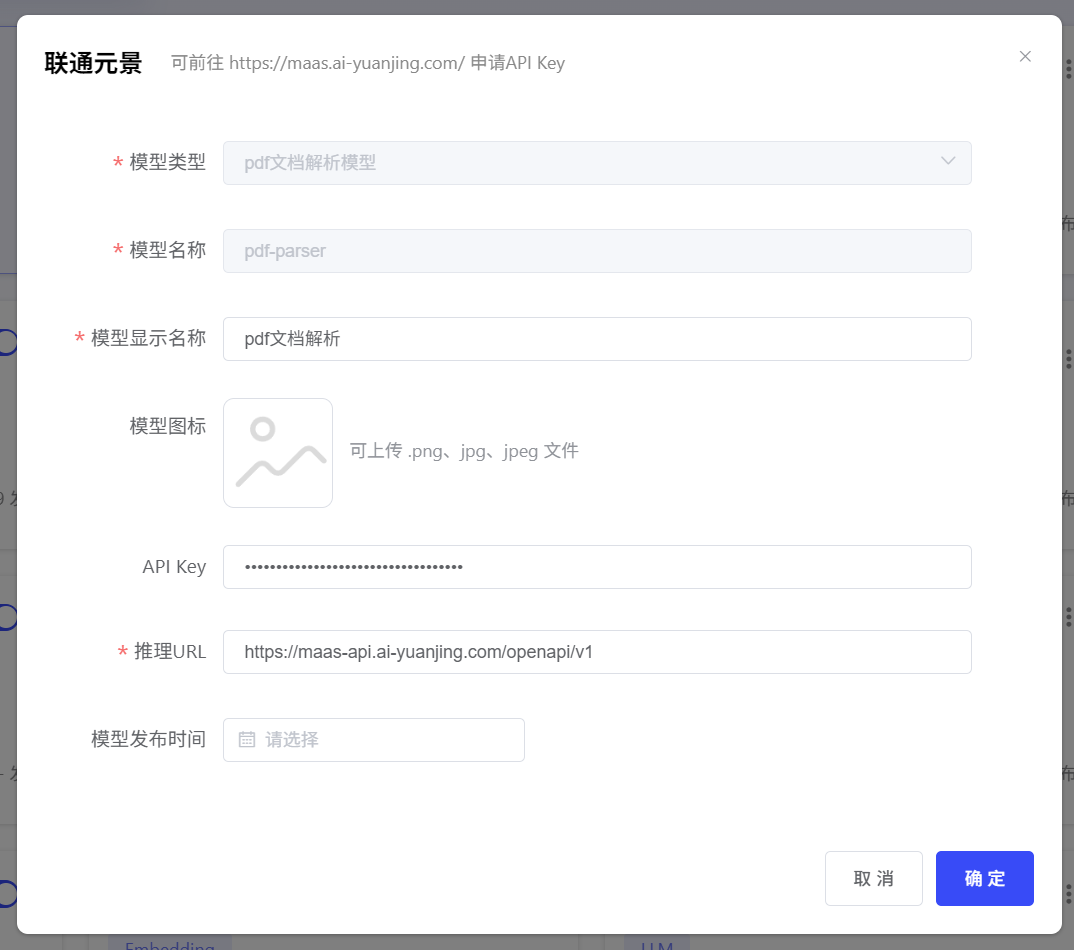 联通元景 可前往 https://maas.ai-yuanjing.com/ 申请API Key
* 模型类型 pdf文档解析模型
* 模型名称 pdf-parser
* 模型显示名称 pdf文档解析
模型图标 可上传 .png、jpg、jpeg 文件
API Key •••••••••••••••••••••••••••••••••••
* 推理URL https://maas-api.ai-yuanjing.com/openapi/v1
模型发布时间 请选择
取 消 确 定
Embedding LLM